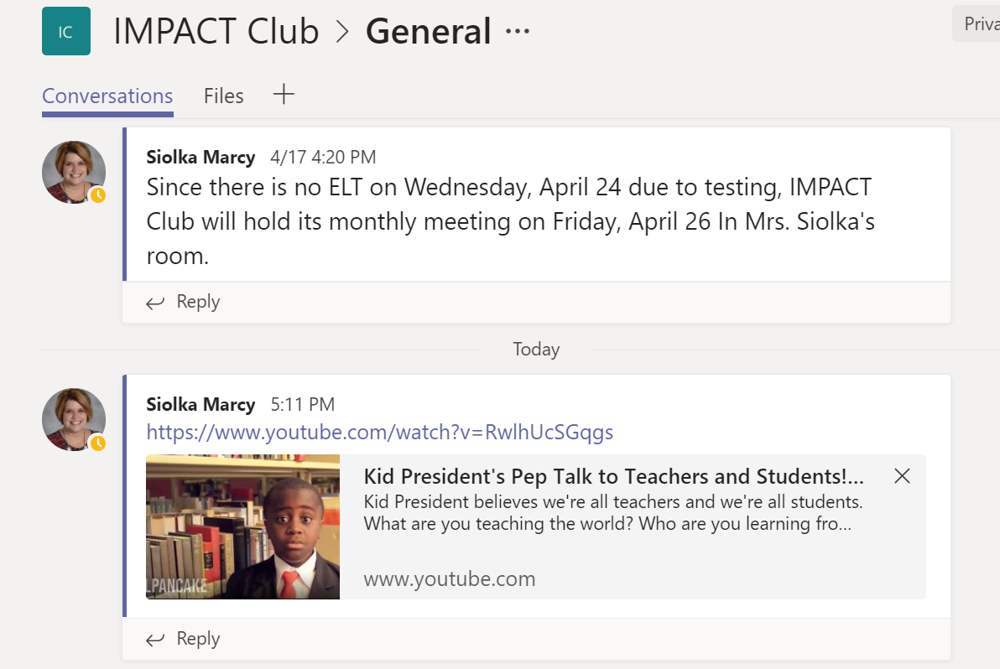 IC
IMPACT Club > General ...
Priva
Conversations Files +
Siolka Marcy 4/17 4:20 PM
Since there is no ELT on Wednesday, April 24 due to testing, IMPACT
Club will hold its monthly meeting on Friday, April 26 In Mrs. Siolka's
room.
Reply
Today
Siolka Marcy 5:11 PM
https://www.youtube.com/watch?v=RwlhUcSGqgs
Kid President's Pep Talk to Teachers and Students!...
Kid President believes we're all teachers and we're all students.
What are you teaching the world? Who are you learning fro...
LPANCAKE
www.youtube.com
Reply